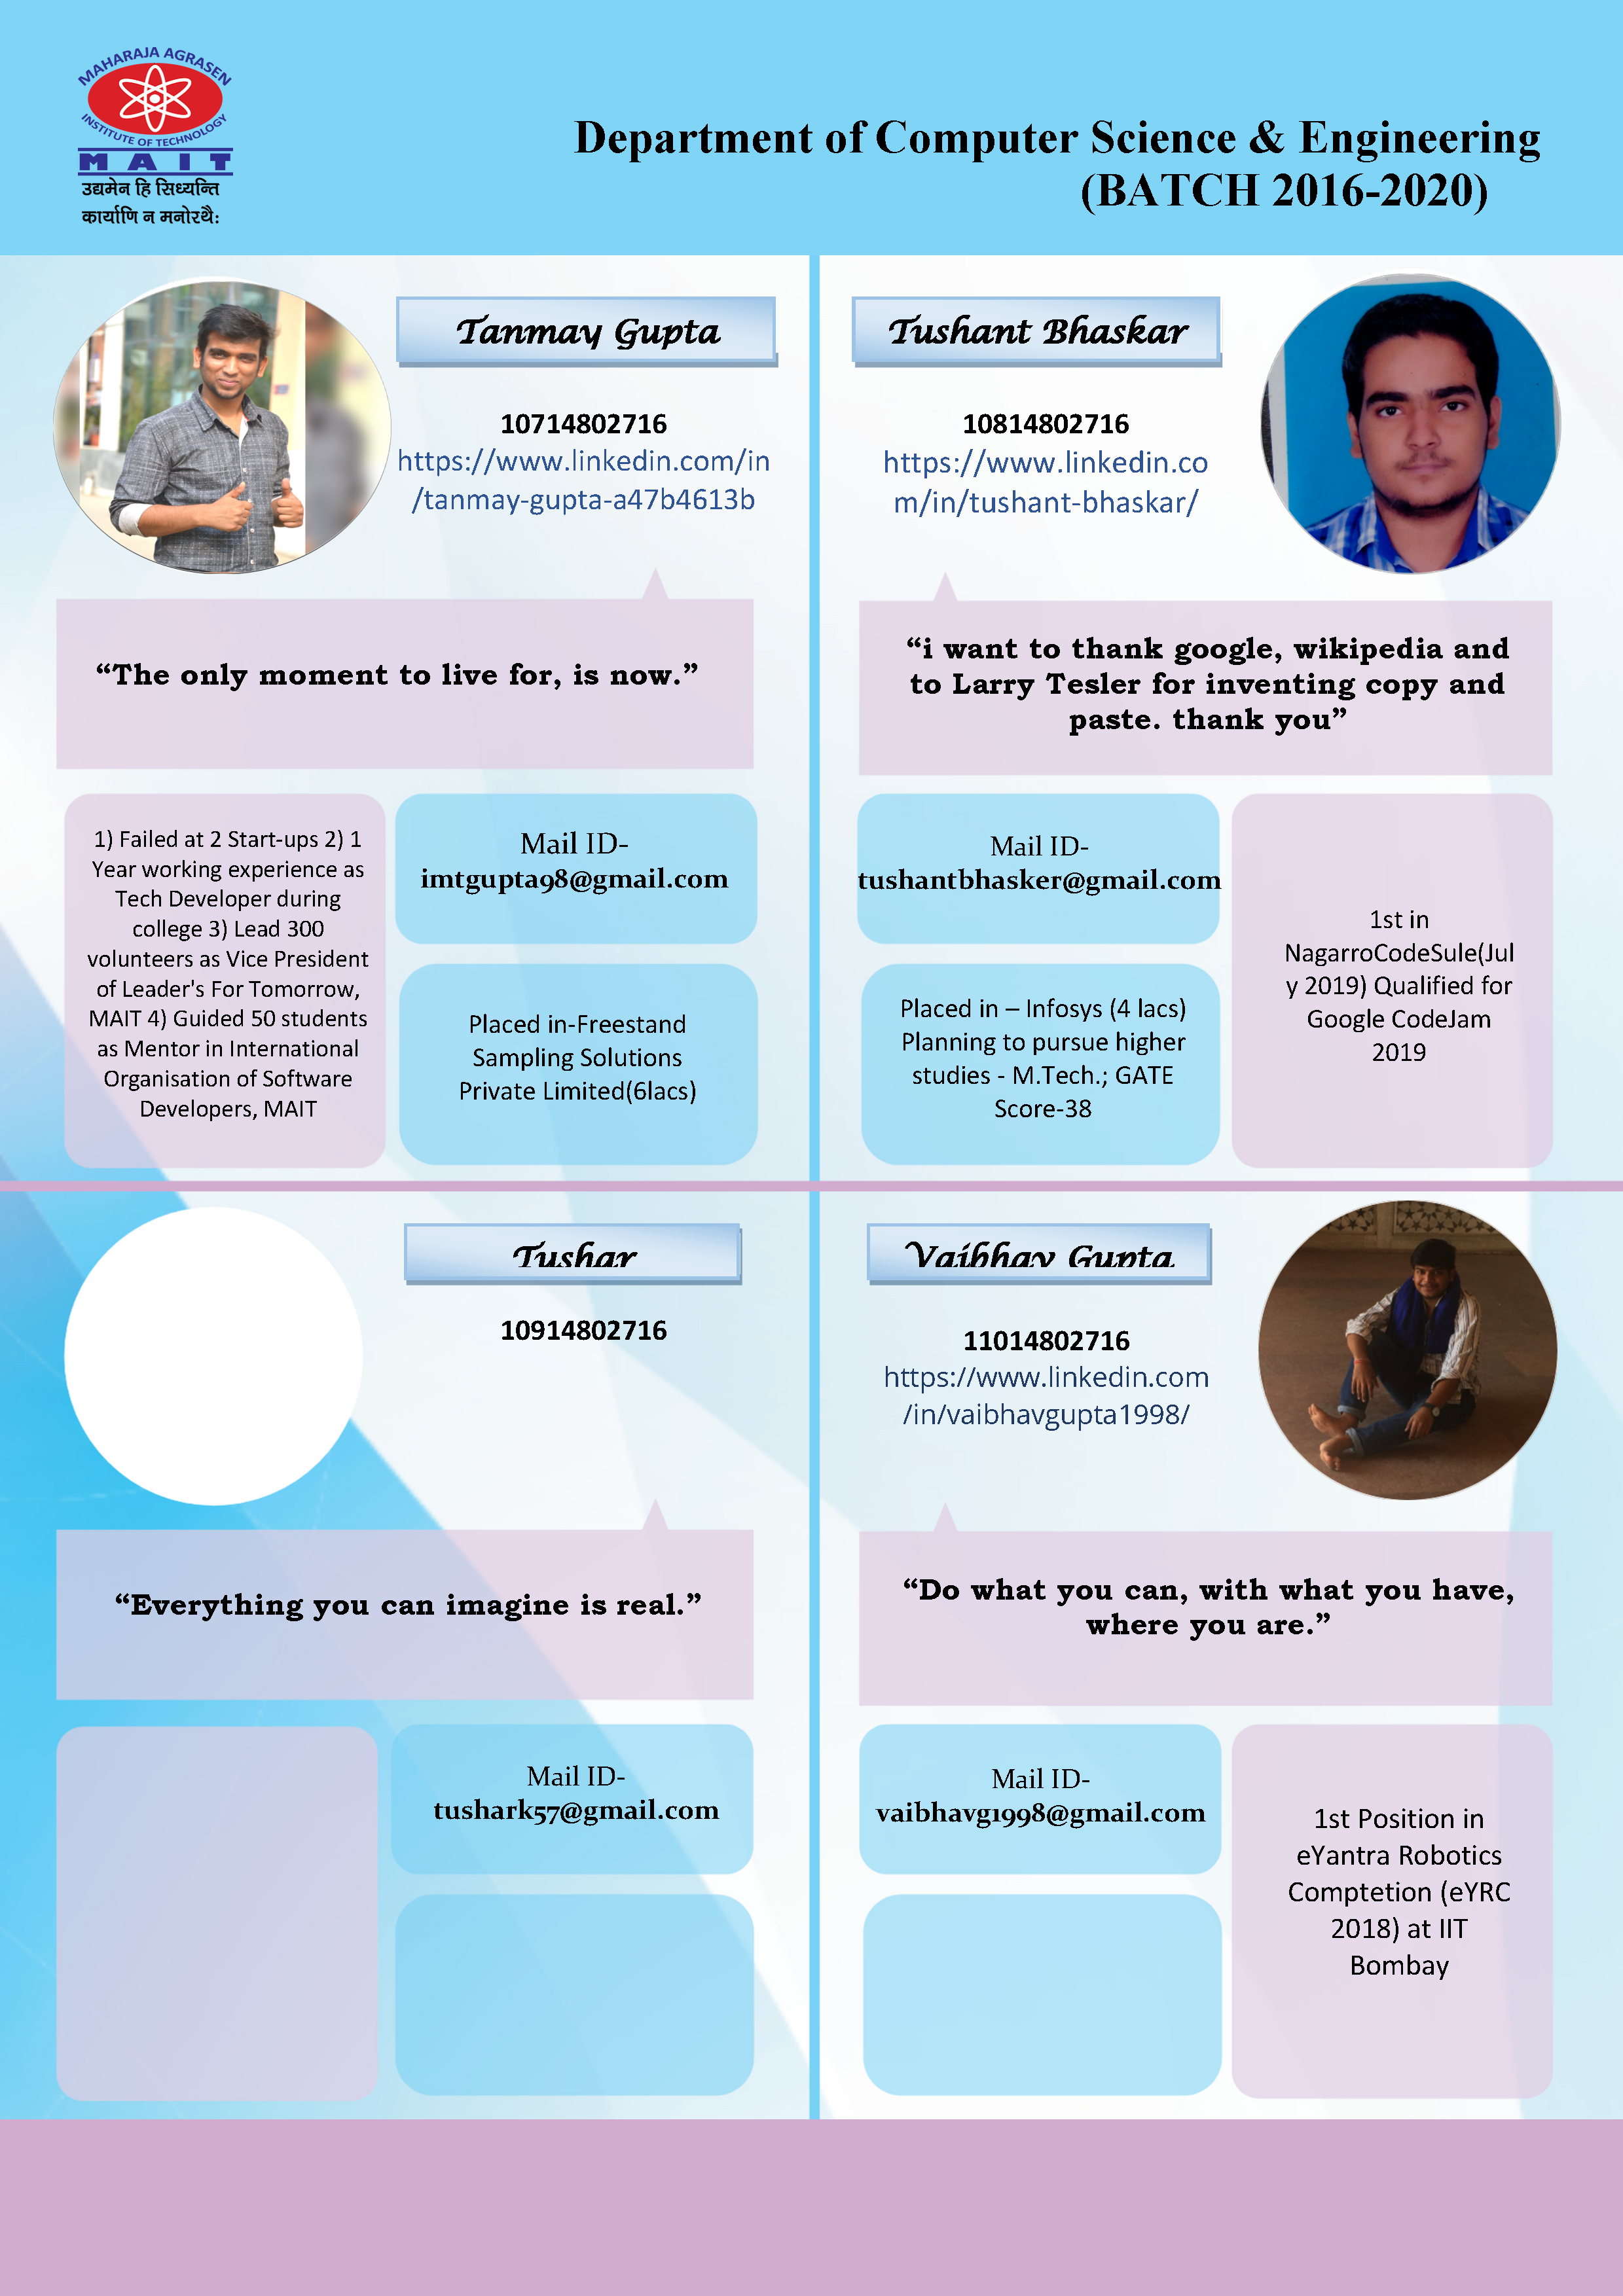 MAHARAJA AGRASEN
INSTITUTE OF TECHNOLOGY
MAIT
उद्यमेन हि सिध्यन्ति
कार्याणि न मनोरथैः
Department of Computer Science & Engineering
(BATCH 2016-2020)
Tanmay Gupta
10714802716
https://www.linkedin.com/in
/tanmay-gupta-a47b4613b
“The only moment to live for, is now.”
1) Failed at 2 Start-ups 2) 1
Year working experience as
Tech Developer during
college 3) Lead 300
volunteers as Vice President
of Leader's For Tomorrow,
MAIT 4) Guided 50 students
as Mentor in International
Organisation of Software
Developers, MAIT
Mail ID-
imtgupta98@gmail.com
Placed in-Freestand
Sampling Solutions
Private Limited(6lacs)
Tushant Bhaskar
10814802716
https://www.linkedin.co
m/in/tushant-bhaskar/
“i want to thank google, wikipedia and
to Larry Tesler for inventing copy and
paste. thank you”
Mail ID-
tushantbhasker@gmail.com
Placed in – Infosys (4 lacs)
Planning to pursue higher
studies - M.Tech.; GATE
Score-38
1st in
NagarroCodeSule(Jul
y 2019) Qualified for
Google CodeJam
2019
Tushar
10914802716
“Everything you can imagine is real.”
Mail ID-
tushark57@gmail.com
Vaibhav Gupta
11014802716
https://www.linkedin.com
/in/vaibhavgupta1998/
“Do what you can, with what you have,
where you are.”
Mail ID-
vaibhavg1998@gmail.com
1st Position in
eYantra Robotics
Comptetion (eYRC
2018) at IIT
Bombay